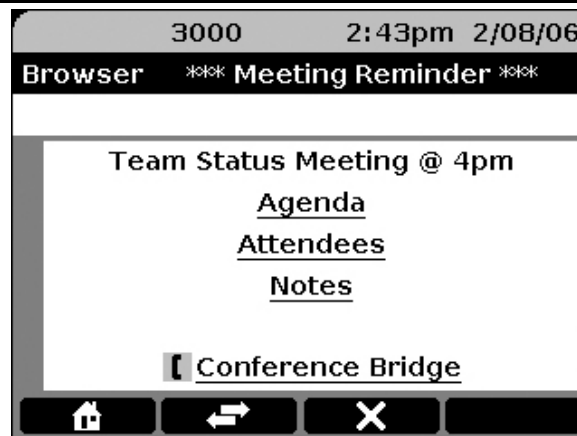 3000 2:43pm 2/08/06
Browser *** Meeting Reminder ***
Team Status Meeting @ 4pm
Agenda
Attendees
Notes
Conference Bridge